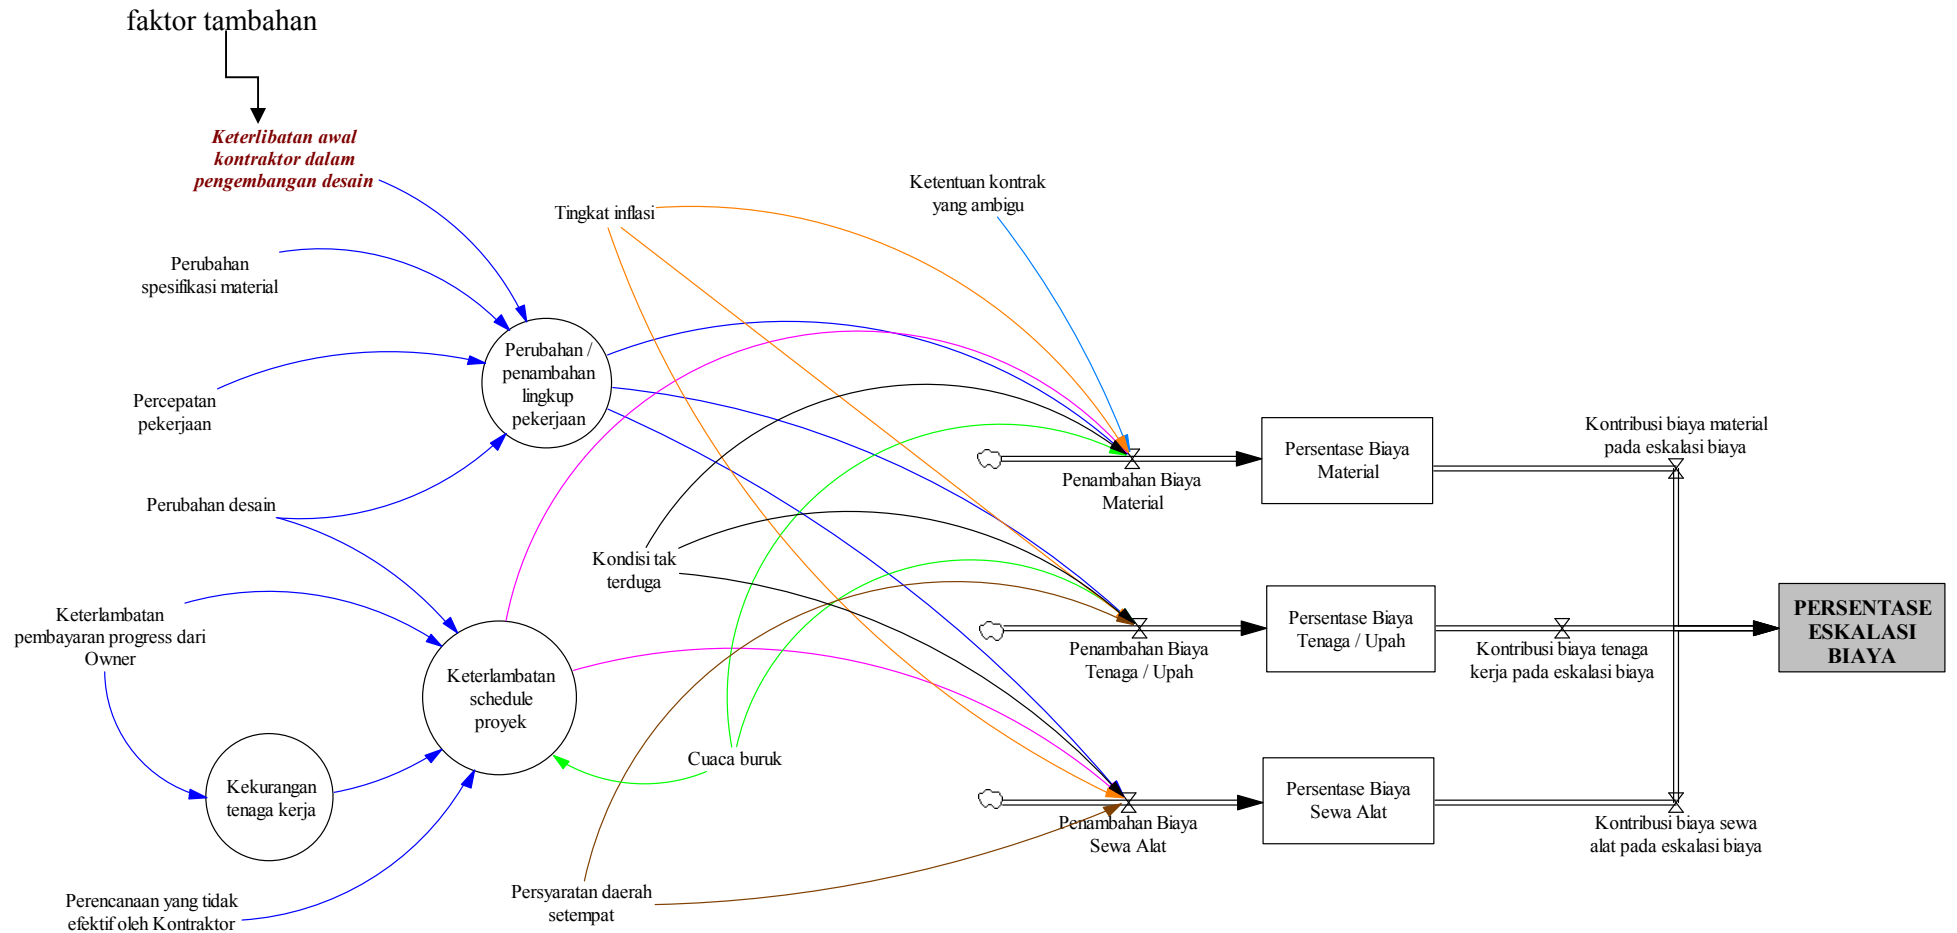 faktor tambahan
Keterlibatan awal
kontraktor dalam
pengembangan desain
Perubahan
spesifikasi material
Percepatan
pekerjaan
Perubahan desain
Keterlambatan
pembayaran progress dari
Owner
Kekurangan
tenaga kerja
Perencanaan yang tidak
efektif oleh Kontraktor
Perubahan /
penambahan
lingkup
pekerjaan
Keterlambatan
schedule
proyek
Tingkat inflasi
Kondisi tak
terduga
Cuaca buruk
Persyaratan daerah
setempat
Ketentuan kontrak
yang ambigu
Penambahan Biaya
Material
Penambahan Biaya
Tenaga / Upah
Penambahan Biaya
Sewa Alat
Persentase Biaya
Material
Persentase Biaya
Tenaga / Upah
Persentase Biaya
Sewa Alat
Kontribusi biaya material
pada eskalasi biaya
Kontribusi biaya tenaga
kerja pada eskalasi biaya
Kontribusi biaya sewa
alat pada eskalasi biaya
PERSENTASE
ESKALASI
BIAYA